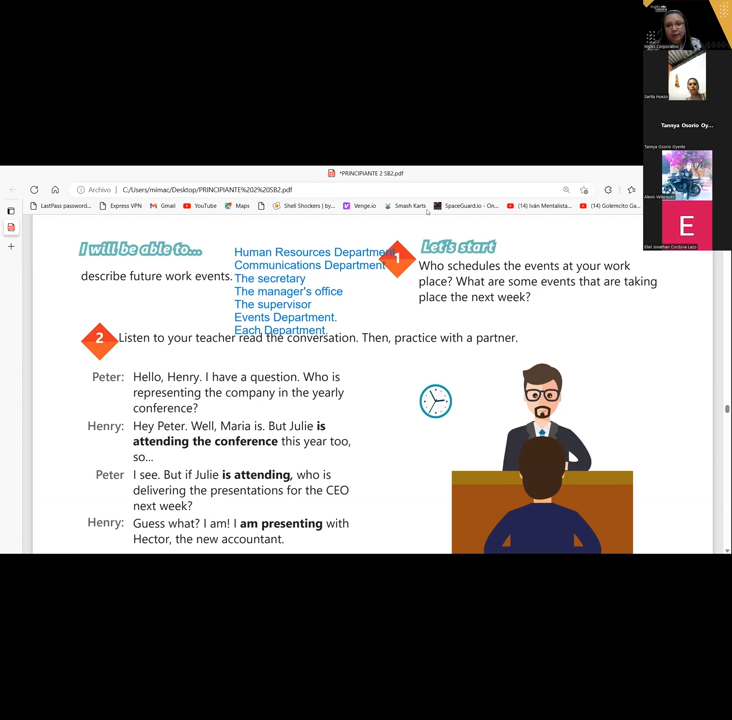 *PRINCIPIANTE 2 SB2.pdf
Archivo
C:/Users/mimac/Desktop/PRINCIPIANTE%202%20SB2.pdf
LastPass password...
Express VPN
Gmail
YouTube
Maps
Shell Shockers | by...
Venge.io
Smash Karts
SpaceGuard.io - On...
(14) Iván Mentalista...
(14) Golemcito Ga...
Tannya Osorio Oy...
Tannya Osorio Oyente
E
I will be able to...
describe future work events.
Human Resources Department
Communications Department
The secretary
The manager's office
The supervisor
Events Department.
Each Department.
1
Let's start
Who schedules the events at your work
place? What are some events that are taking
place the next week?
2
Listen to your teacher read the conversation. Then, practice with a partner.
Peter: Hello, Henry. I have a question. Who is
representing the company in the yearly
conference?
Henry: Hey Peter. Well, Maria is. But Julie is
attending the conference this year too,
so...
Peter I see. But if Julie is attending, who is
delivering the presentations for the CEO
next week?
Henry: Guess what? I am! I am presenting with
Hector, the new accountant.